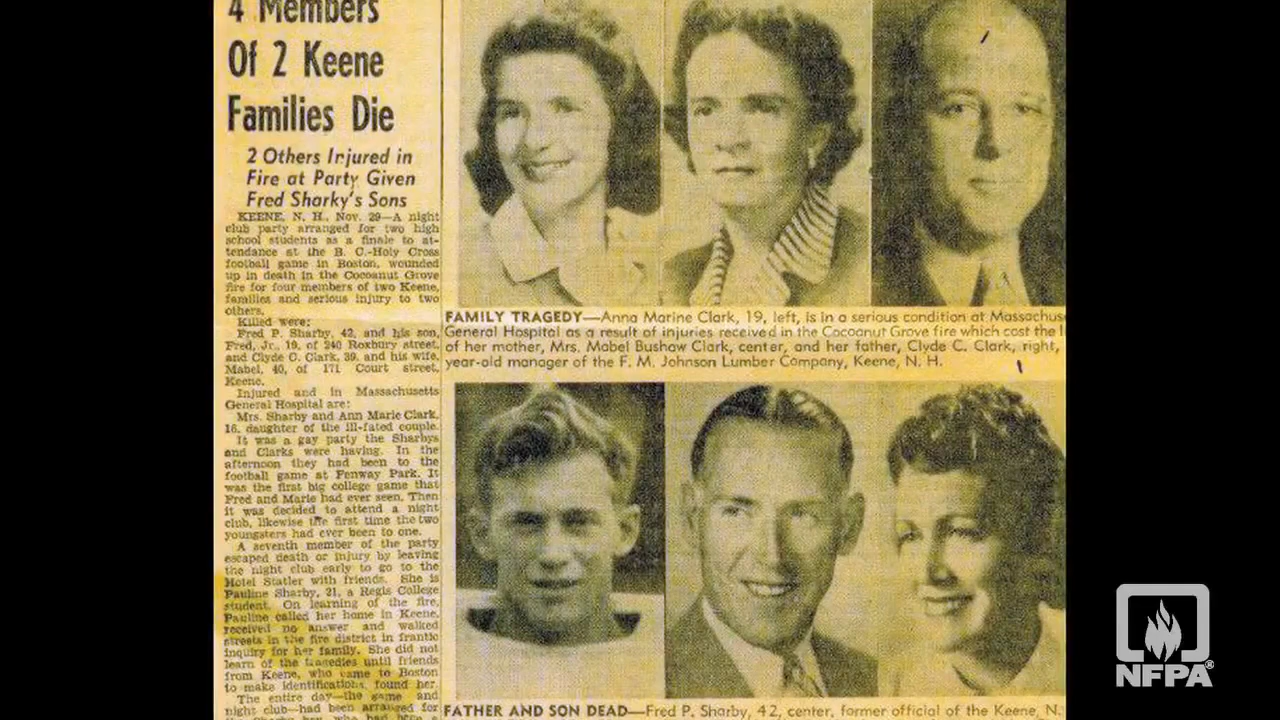 4 Members
Of 2 Keene
Families Die
2 Others Injured in
Fire at Party Given
Fred Sharky's Sons
KEENE, N. H., Nov. 29—A night
club party arranged for two high
school students as a finale to at-
tendance at the B. C.-Holy Cross
football game in Boston, wounded
up in death in the Cocoanut Grove
fire for four members of two Keene,
families and serious injury to two
others.
Killed were:
Fred P. Sharby, 42, and his son,
Fred, Jr., 19, of 240 Roxbury street,
and Clyde C. Clark, 39, and his wife,
Mabel, 40, of 171 Court street,
Keene.
Injured and in Massachusetts
General Hospital are:
Mrs. Sharby and Ann Marie Clark,
16, daughter of the ill-fated couple.
It was a gay party the Sharbys
and Clarks were having. In the
afternoon they had been to the
football game at Fenway Park. It
was the first big college game that
Fred and Marie had ever seen. Then
it was decided to attend a night
club, likewise the first time the two
youngsters had ever been to one.
A seventh member of the party
escaped death or injury by leaving
the night club early to go to the
Hotel Statler with friends. She is
Pauline Sharby, 21, a Regis College
student. On learning of the fire,
Pauline called her home in Keene,
received no answer and walked
streets in the fire district in frantic
inquiry for her family. She did not
learn of the tragedies until friends
from Keene, who came to Boston
to make identifications, found her.
The entire day—the game and
night club—had been arranged for
FAMILY TRAGEDY—Anna Marine Clark, 19, left, is in a serious condition at Massachus
General Hospital as a result of injuries received in the Cocoanut Grove fire which cost the l
of her mother, Mrs. Mabel Bushaw Clark, center, and her father, Clyde C. Clark, right,
year-old manager of the F. M. Johnson Lumber Company, Keene, N. H.
FATHER AND SON DEAD—Fred P. Sharby, 42, center, former official of the Keene, N.
NFPA®